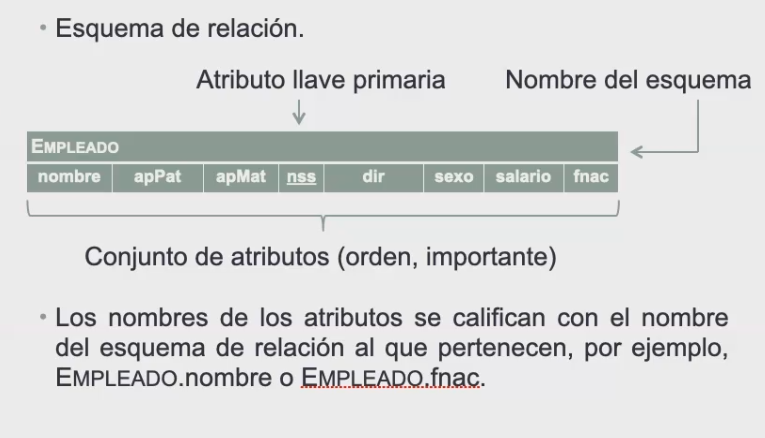 • Esquema de relación.
Atributo llave primaria
Nombre del esquema
EMPLEADO
nombre apPat apMat nss dir sexo salario fnac
Conjunto de atributos (orden, importante)
• Los nombres de los atributos se califican con el nombre
del esquema de relación al que pertenecen, por ejemplo,
EMPLEADO.nombre o EMPLEADO.fnac.